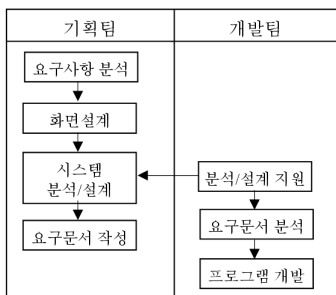 기획팀
개발팀
요구사항 분석
화면설계
시스템
분석/설계
요구문서 작성
분석/설계 지원
요구문서 분석
프로그램 개발